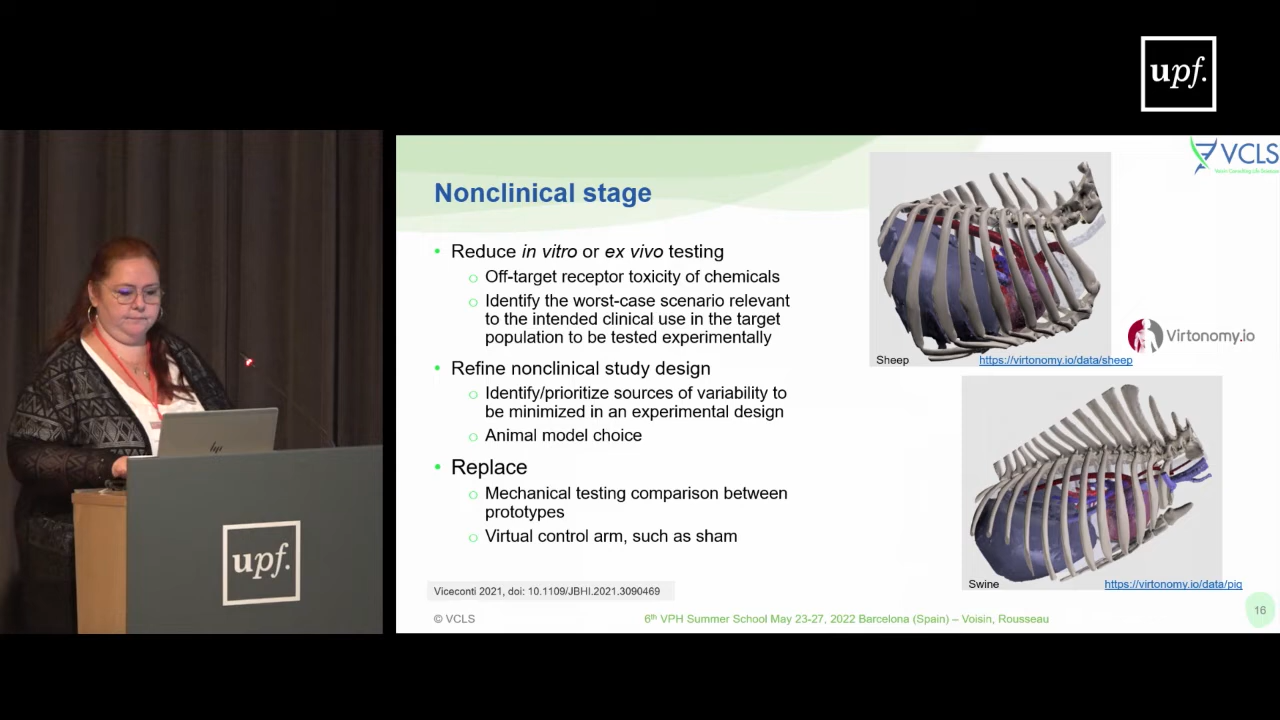 upf.
VCLS
Nonclinical stage
• Reduce in vitro or ex vivo testing
o Off-target receptor toxicity of chemicals
o Identify the worst-case scenario relevant
to the intended clinical use in the target
population to be tested experimentally
• Refine nonclinical study design
o Identify/prioritize sources of variability to
be minimized in an experimental design
o Animal model choice
• Replace
o Mechanical testing comparison between
prototypes
o Virtual control arm, such as sham
Sheep
https://virtonomy.io/data/sheep
Virtonomy.io
Swine
https://virtonomy.io/data/pig
Viceconti 2021, doi: 10.1109/JBHI.2021.3090469
© VCLS
6th VPH Summer School May 23-27, 2022 Barcelona (Spain) – Voisin, Rousseau
16
hp
upf.